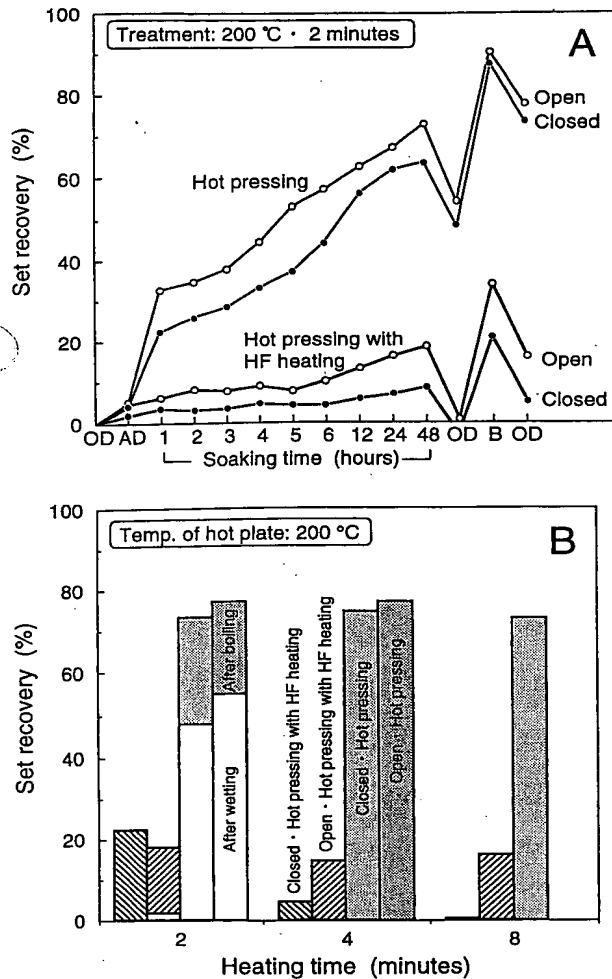 100
80
60
40
20
0
Set recovery (%)
Treatment: 200 ℃ · 2 minutes
A
Open
Closed
Hot pressing
Hot pressing with
HF heating
Open
Closed
OD AD 1 2 3 4 5 6 12 24 48 OD B OD
Soaking time (hours)
100
80
60
40
20
0
Set recovery (%)
Temp. of hot plate: 200 °C
B
After boiling
After wetting
Closed · Hot pressing with HF heating
Open · Hot pressing with HF heating
Closed · Hot pressing
Open · Hot pressing
2 4 8
Heating time (minutes)